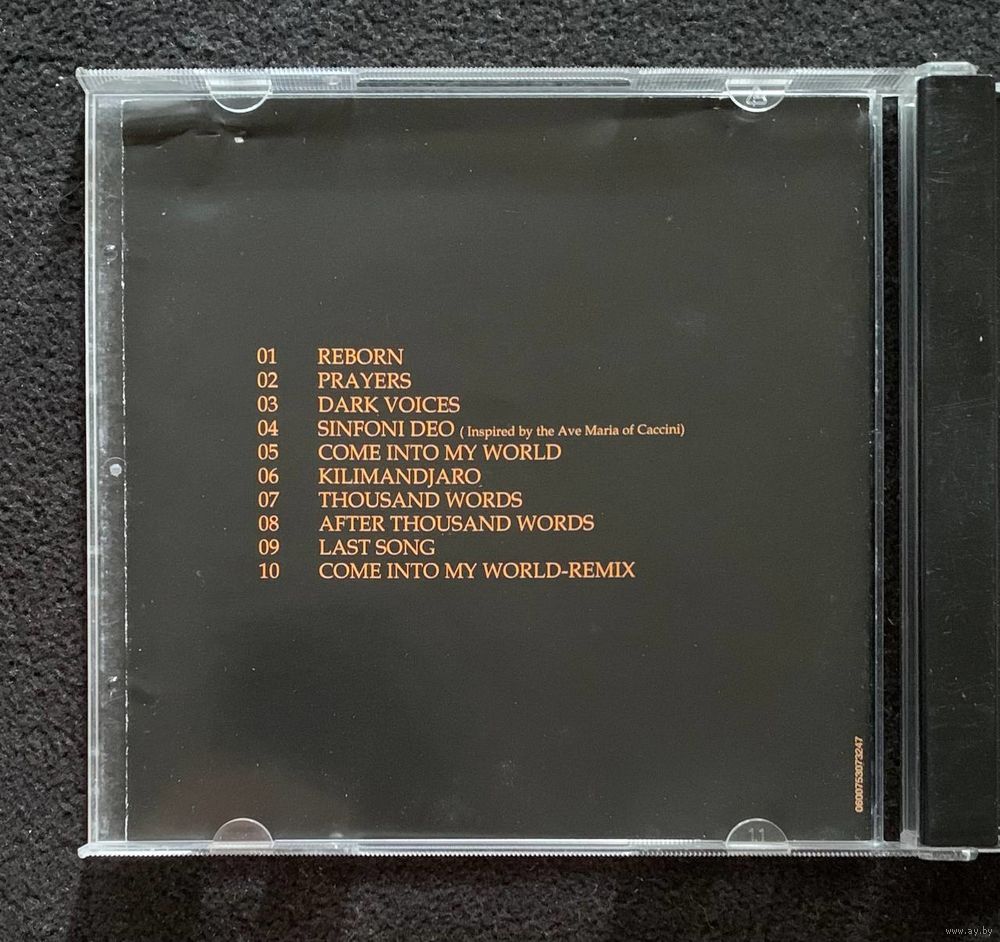 01 REBORN
02 PRAYERS
03 DARK VOICES
04 SINFONI DEO ( Inspired by the Ave Maria of Caccini)
05 COME INTO MY WORLD
06 KILIMANDJARO
07 THOUSAND WORDS
08 AFTER THOUSAND WORDS
09 LAST SONG
10 COME INTO MY WORLD-REMIX
0600753073247
11
www.ay.by